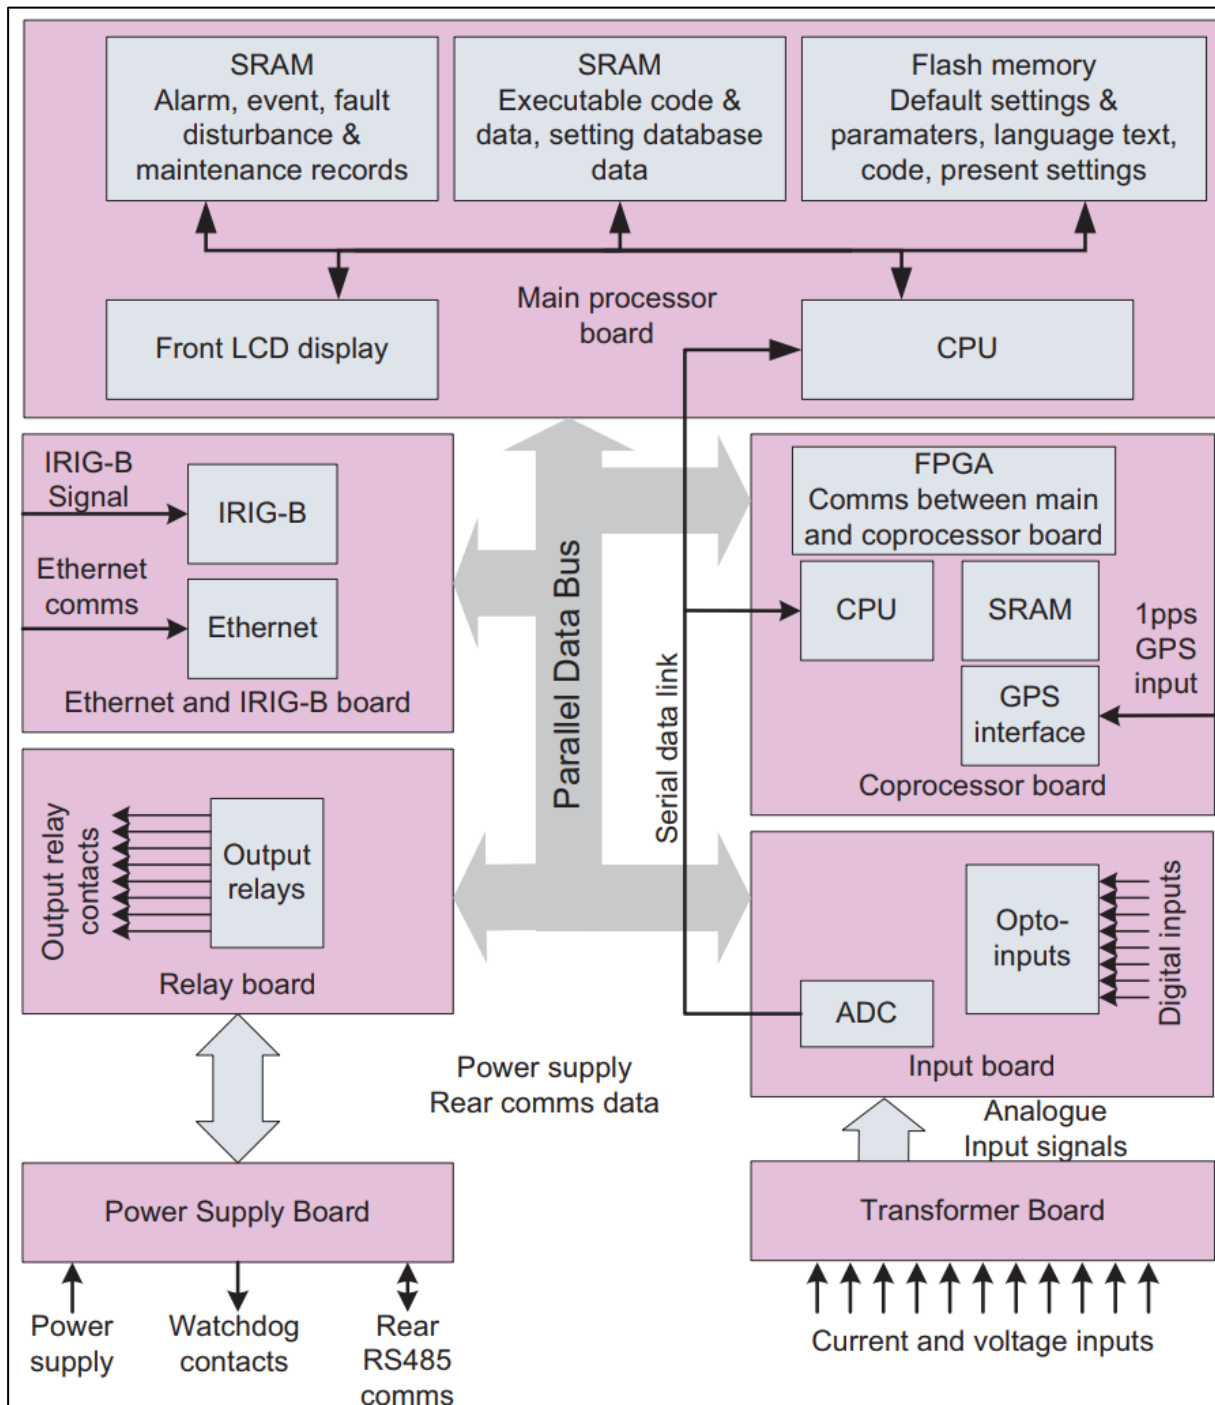 SRAM
Alarm, event, fault
disturbance &
maintenance records
SRAM
Executable code &
data, setting database
data
Flash memory
Default settings &
paramaters, language text,
code, present settings
Front LCD display
Main processor
board
CPU
IRIG-B
Signal
IRIG-B
Ethernet
comms
Ethernet
Ethernet and IRIG-B board
Parallel Data Bus
Serial data link
FPGA
Comms between main
and coprocessor board
CPU
SRAM
1pps
GPS
input
GPS
interface
Coprocessor board
Output relay
contacts
Output
relays
Relay board
Opto-
inputs
Digital inputs
ADC
Input board
Power supply
Rear comms data
Analogue
Input signals
Power Supply Board
Transformer Board
Power
supply
Watchdog
contacts
Rear
RS485
comms
Current and voltage inputs